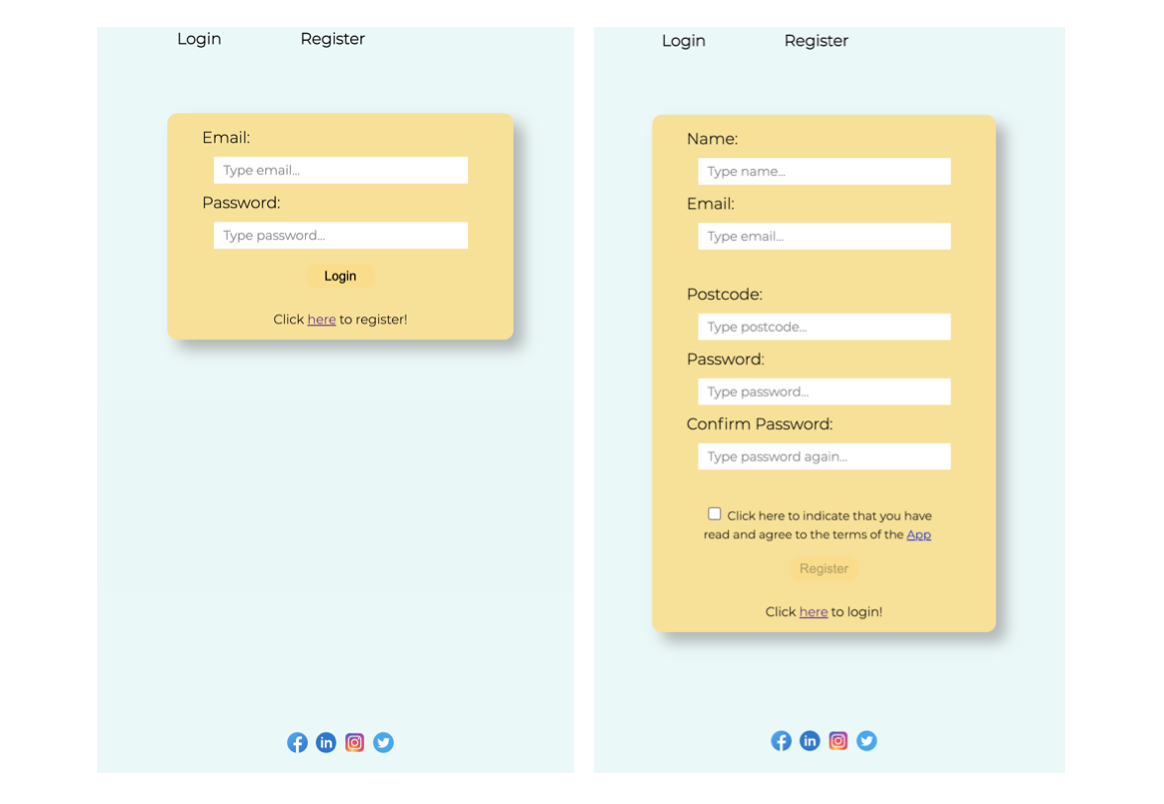 Login Register
Email:
Type email...
Password:
Type password...
Login
Click here to register!
Login Register
Name:
Type name...
Email:
Type email...
Postcode:
Type postcode...
Password:
Type password...
Confirm Password:
Type password again...
Click here to indicate that you have
read and agree to the terms of the App
Register
Click here to login!